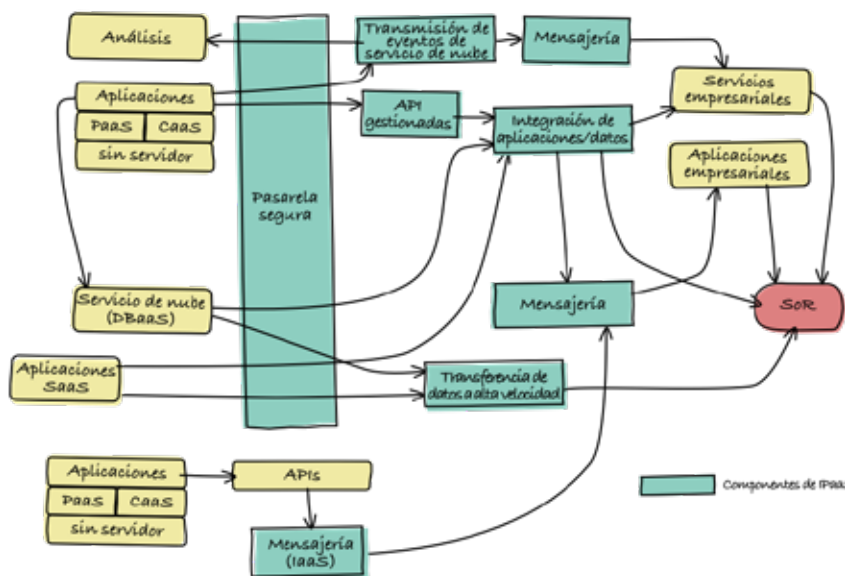 Análisis
Transmisión de
eventos de
servicio de nube
Mensajería
Servicios
empresariales
Aplicaciones
PaaS
CaaS
sin servidor
API
gestionadas
Integración de
aplicaciones/datos
Aplicaciones
empresariales
Pasarela
segura
Servicio de nube
(DBaaS)
Mensajería
SoR
Aplicaciones
SaaS
Transferencia de
datos a alta velocidad
Aplicaciones
PaaS
CaaS
sin servidor
APIs
Mensajería
(IaaS)
Componentes de iPaaS